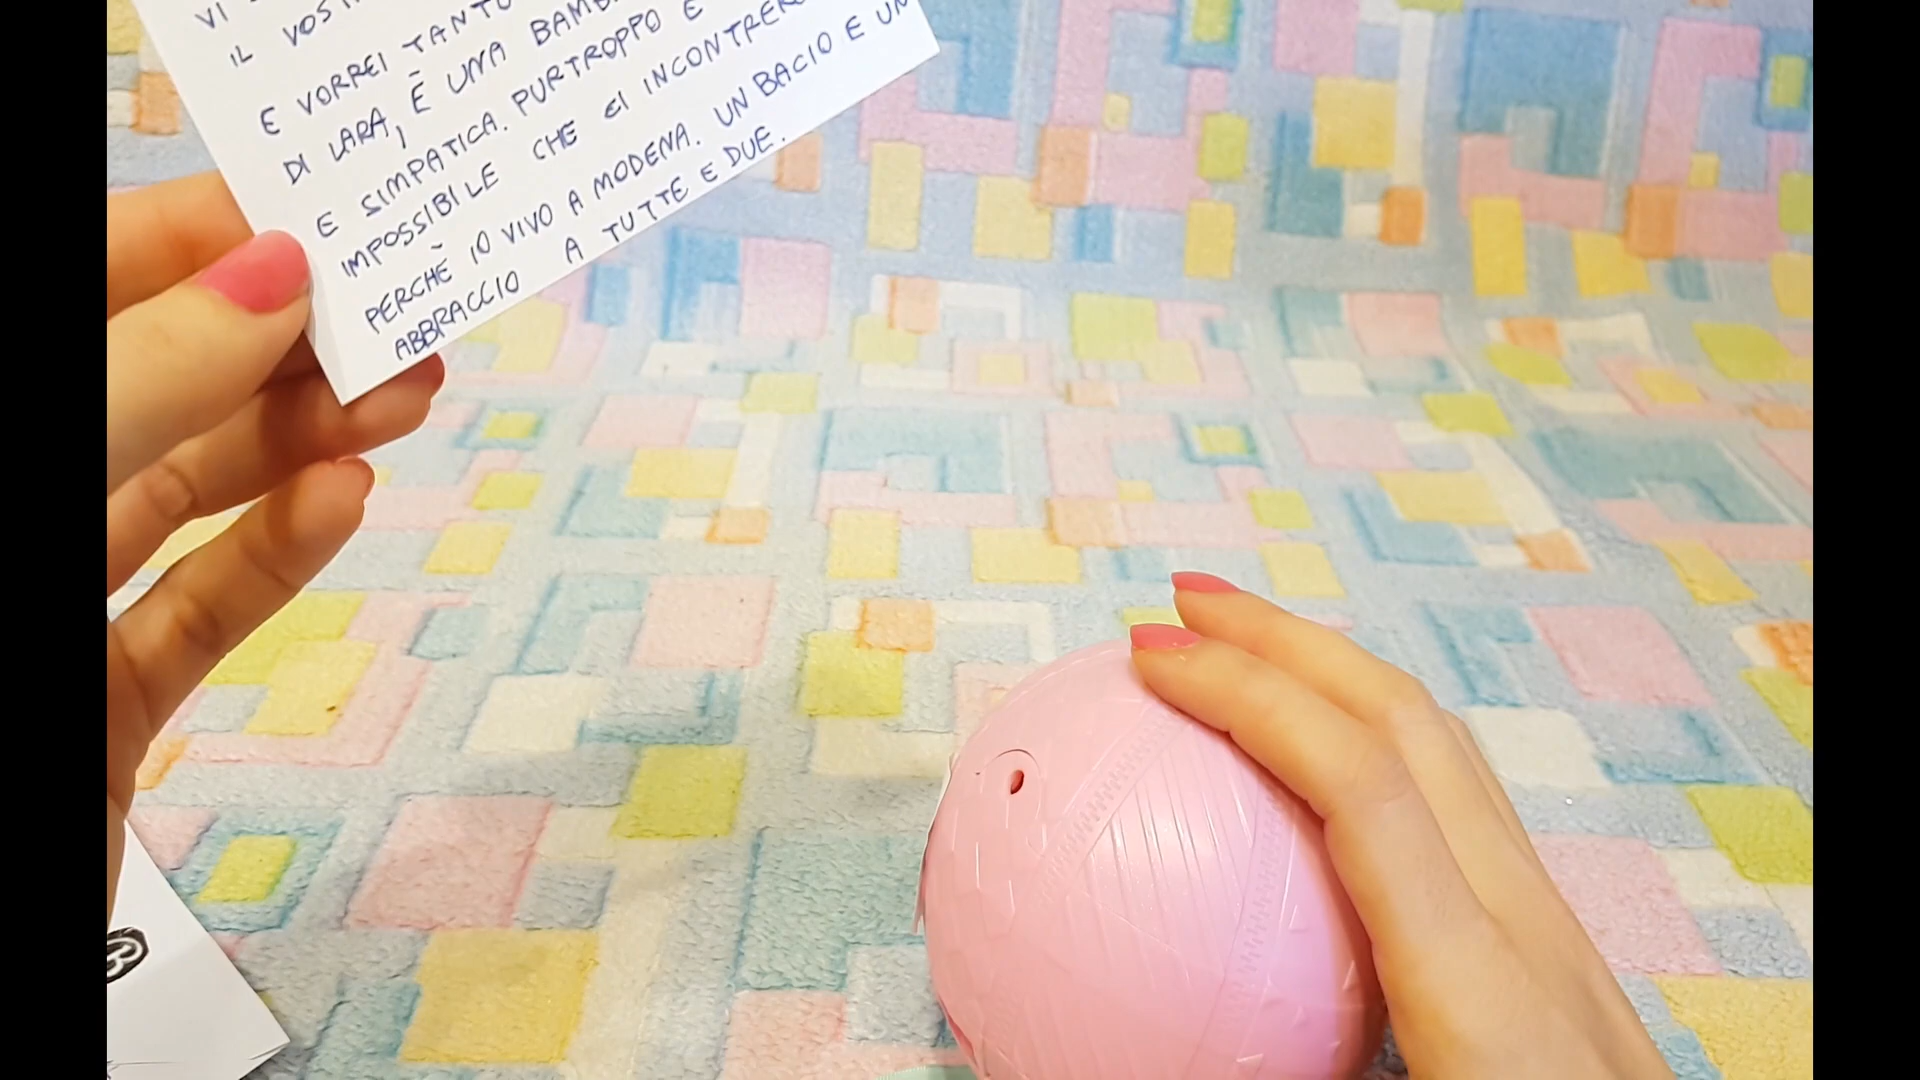 VI
IL VOST
E VORREI TANTO
DI LARA, È UNA BAMB
E SIMPATICA. PURTROPPO È
IMPOSSIBILE CHE CI INCONTRER
PERCHÈ IO VIVO A MODENA. UN BACIO E UN
ABBRACCIO A TUTTE E DUE.